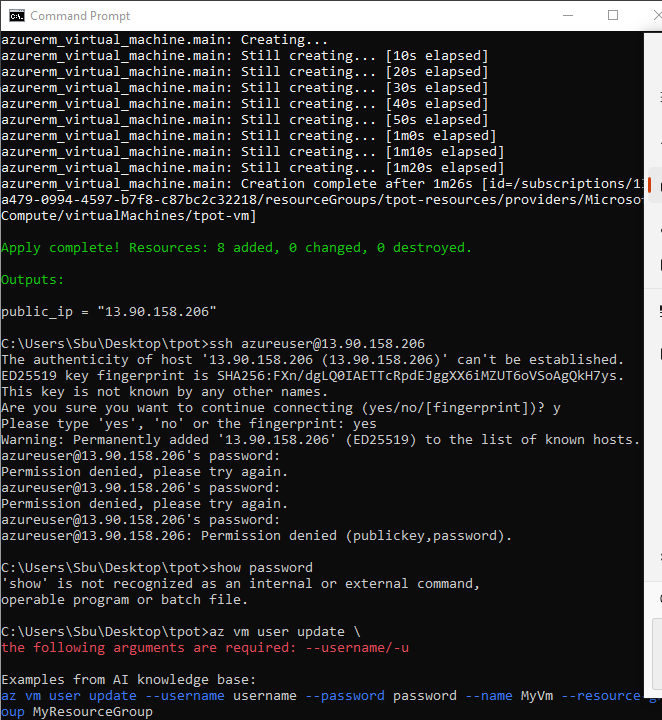 Command Prompt
azurerm_virtual_machine.main: Creating...
azurerm_virtual_machine.main: Still creating... [10s elapsed]
azurerm_virtual_machine.main: Still creating... [20s elapsed]
azurerm_virtual_machine.main: Still creating... [30s elapsed]
azurerm_virtual_machine.main: Still creating... [40s elapsed]
azurerm_virtual_machine.main: Still creating... [50s elapsed]
azurerm_virtual_machine.main: Still creating... [1m0s elapsed]
azurerm_virtual_machine.main: Still creating... [1m10s elapsed]
azurerm_virtual_machine.main: Still creating... [1m20s elapsed]
azurerm_virtual_machine.main: Creation complete after 1m26s [id=/subscriptions/1
a479-0994-4597-b7f8-c87bc2c32218/resourceGroups/tpot-resources/providers/Microso
Compute/virtualMachines/tpot-vm]
Apply complete! Resources: 8 added, 0 changed, 0 destroyed.
Outputs:
public_ip = "13.90.158.206"
C:\Users\Sbu\Desktop\tpot>ssh azureuser@13.90.158.206
The authenticity of host '13.90.158.206 (13.90.158.206)' can't be established.
ED25519 key fingerprint is SHA256:FXn/dgLQ0IAETTcRpdEJggXX6iMZUT6oVSoAgQkH7ys.
This key is not known by any other names.
Are you sure you want to continue connecting (yes/no/[fingerprint])? y
Please type 'yes', 'no' or the fingerprint: yes
Warning: Permanently added '13.90.158.206' (ED25519) to the list of known hosts.
azureuser@13.90.158.206's password:
Permission denied, please try again.
azureuser@13.90.158.206's password:
Permission denied, please try again.
azureuser@13.90.158.206's password:
azureuser@13.90.158.206: Permission denied (publickey,password).
C:\Users\Sbu\Desktop\tpot>show password
'show' is not recognized as an internal or external command,
operable program or batch file.
C:\Users\Sbu\Desktop\tpot>az vm user update \
the following arguments are required: --username/-u
Examples from AI knowledge base:
az vm user update --username username --password password --name MyVm --resource-g
oup MyResourceGroup